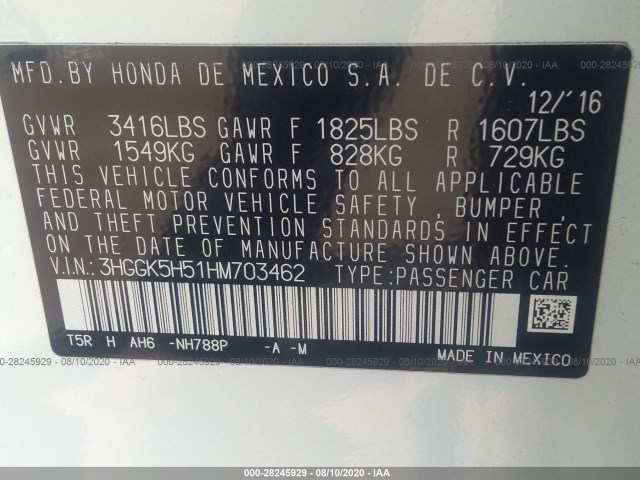 MFD.BY HONDA DE MEXICO S.A. DE C.V.
12/'16
GVWR 3416LBS GAWR F 1825LBS R 1607LBS
GVWR 1549KG GAWR F 828KG R 729KG
THIS VEHICLE CONFORMS TO ALL APPLICABLE
FEDERAL MOTOR VEHICLE SAFETY ,BUMPER ,
AND THEFT PREVENTION STANDARDS IN EFFECT
ON THE DATE OF MANUFACTURE SHOWN ABOVE.
V.I.N.: 3HGGK5H51HM703462 TYPE:PASSENGER CAR
T5R H AH6 -NH788P -A -M
MADE IN MEXICO
000-28245929 - 08/10/2020 - IAA